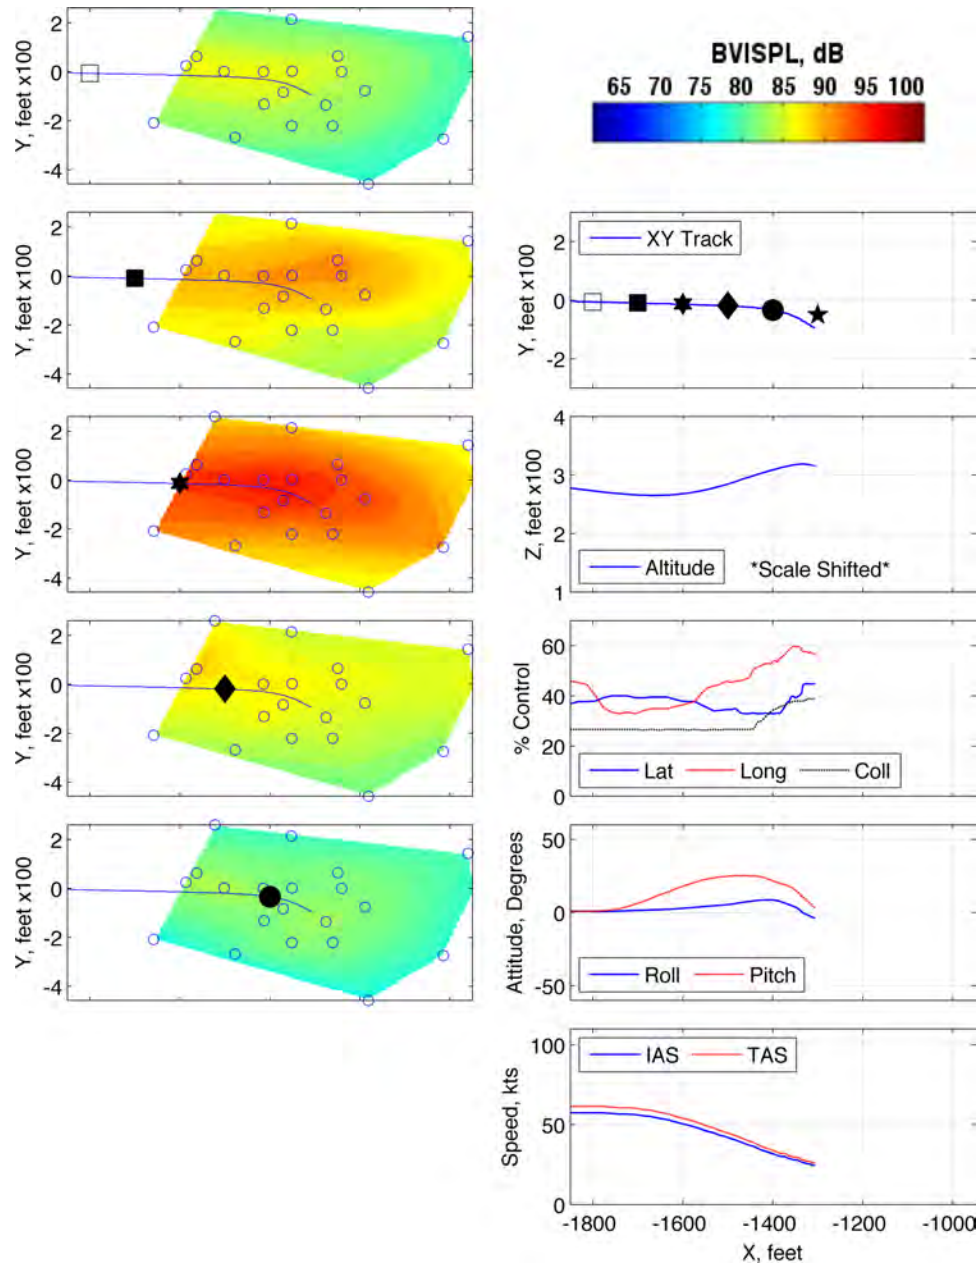 BVISPL, dB
65 70 75 80 85 90 95 100
2
0
-2
-4
Y, feet x100
2
0
-2
-4
Y, feet x100
XY Track
2
0
-2
Y, feet x100
2
0
-2
-4
Y, feet x100
4
3
2
1
Z, feet x100
Altitude
*Scale Shifted*
2
0
-2
-4
Y, feet x100
60
40
20
0
% Control
Lat Long Coll
2
0
-2
-4
Y, feet x100
50
0
-50
Attitude, Degrees
Roll Pitch
100
50
0
Speed, kts
IAS TAS
-1800 -1600 -1400 -1200 -1000
X, feet